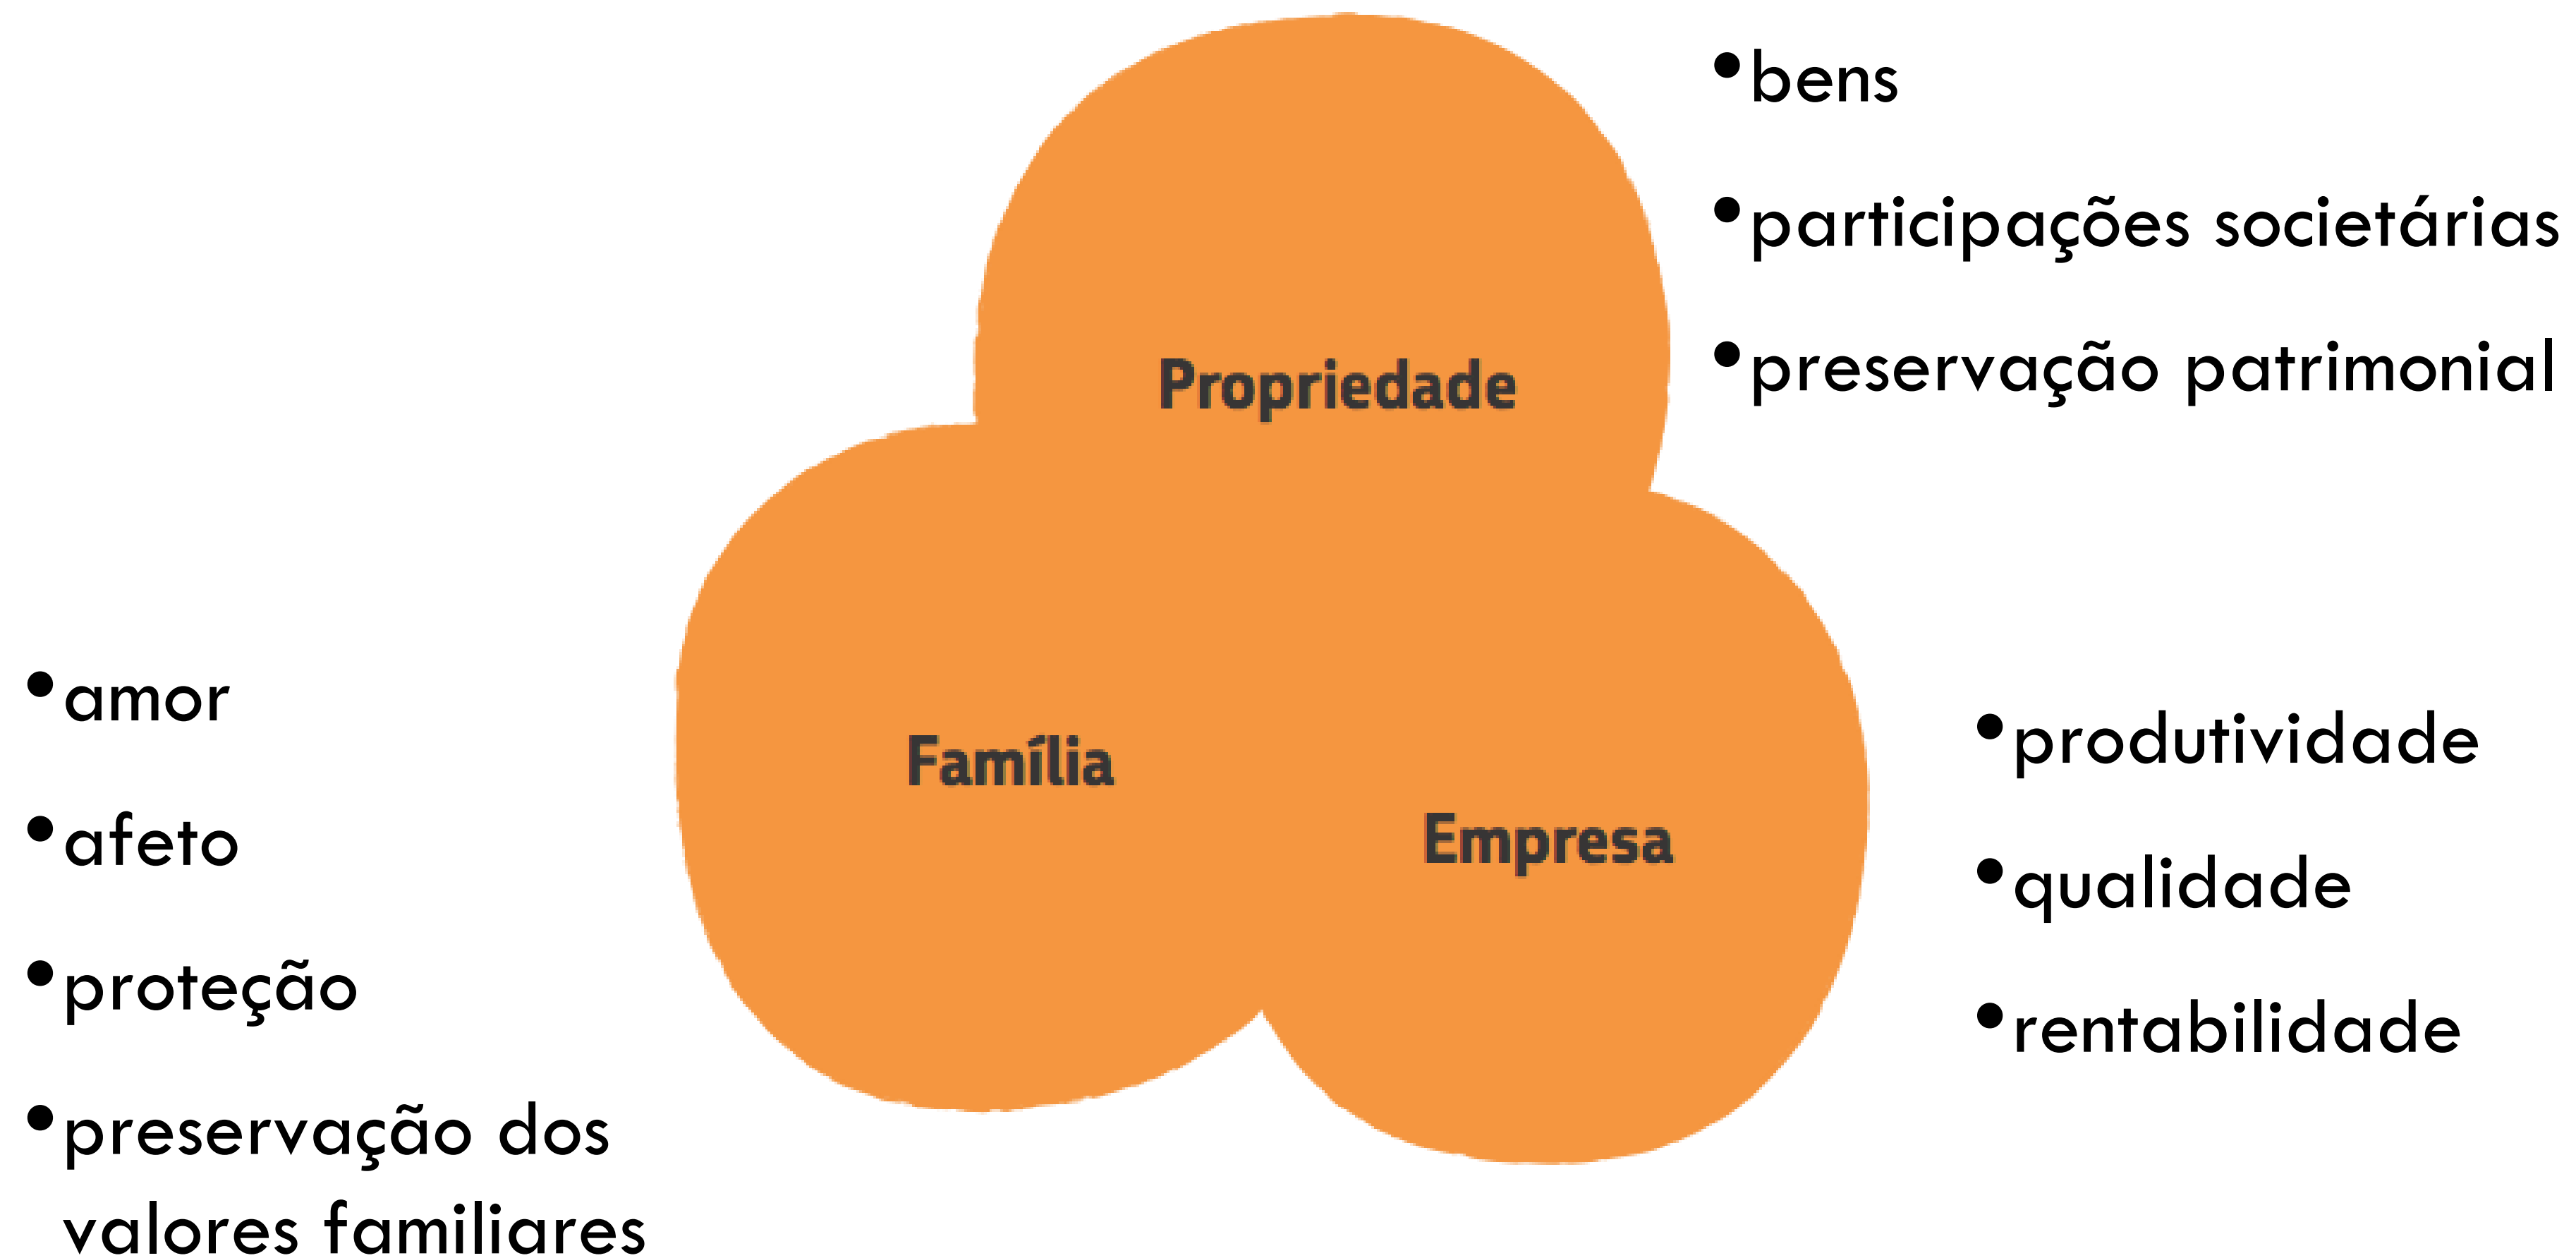 •bens
•participações societárias
•preservação patrimonial
Propriedade
•amor
•afeto
•proteção
•preservação dos
valores familiares
Família
Empresa
•produtividade
•qualidade
•rentabilidade